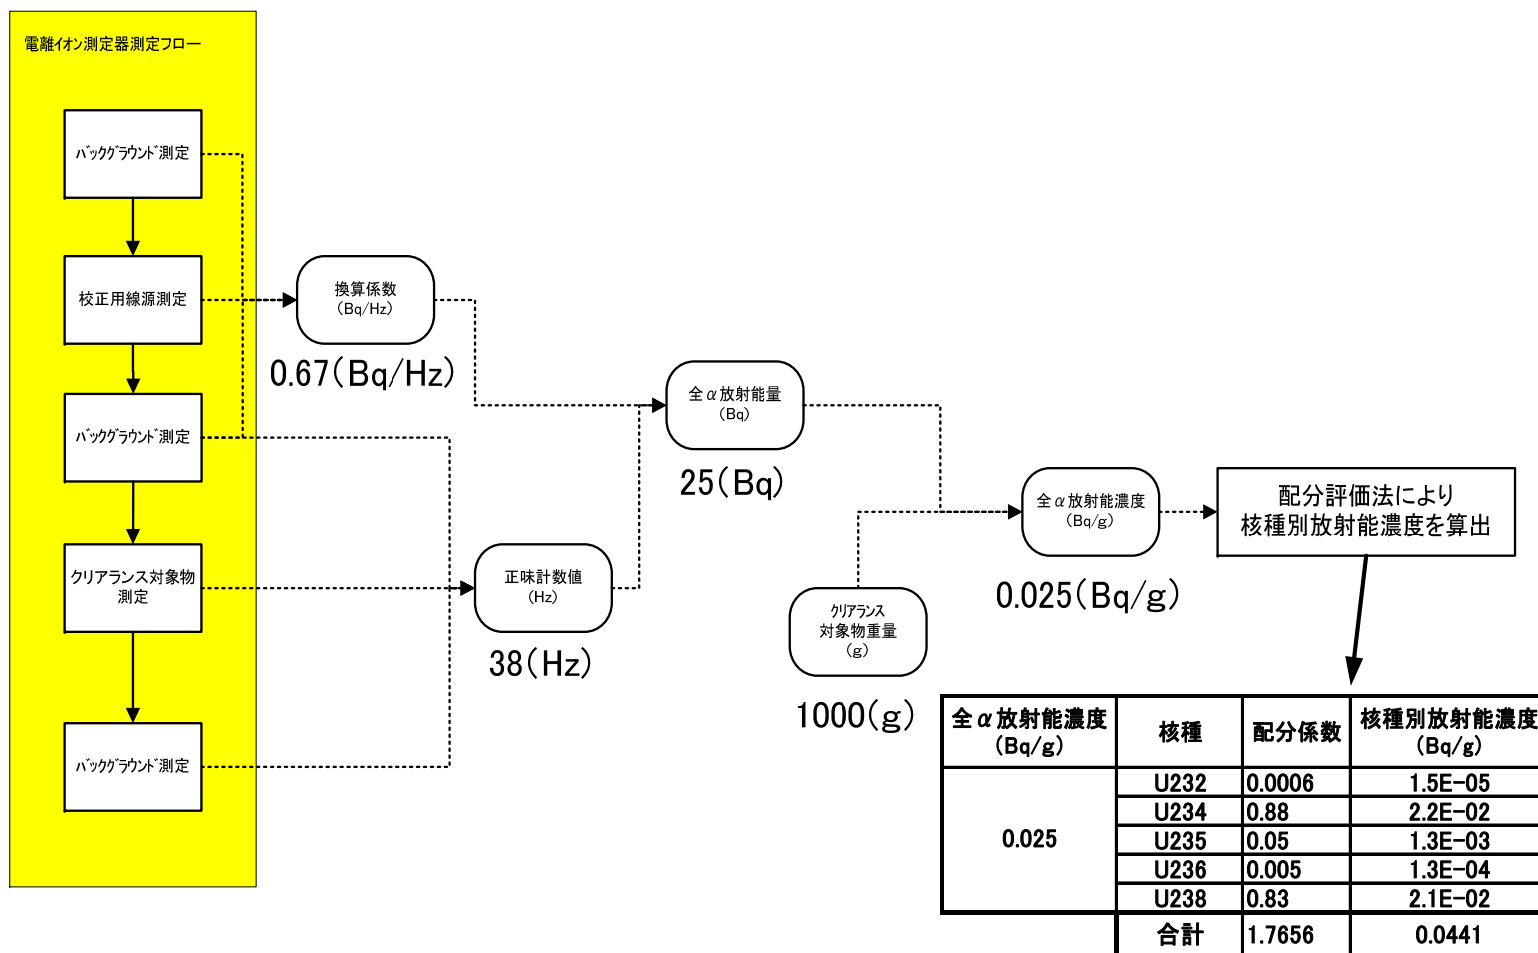 電離イオン測定器測定フロー
バックグラウンド測定
校正用線源測定
バックグラウンド測定
クリアランス対象物
測定
バックグラウンド測定
換算係数
(Bq/Hz)
0.67(Bq/Hz)
正味計数値
(Hz)
38(Hz)
全α放射能量
(Bq)
25(Bq)
クリアランス
対象物重量
(g)
1000(g)
全α放射能濃度
(Bq/g)
0.025(Bq/g)
配分評価法により
核種別放射能濃度を算出
全α放射能濃度
(Bq/g)
核種
配分係数
核種別放射能濃度
(Bq/g)
0.025
U232 0.0006 1.5E-05
U234 0.88 2.2E-02
U235 0.05 1.3E-03
U236 0.005 1.3E-04
U238 0.83 2.1E-02
合計 1.7656 0.0441